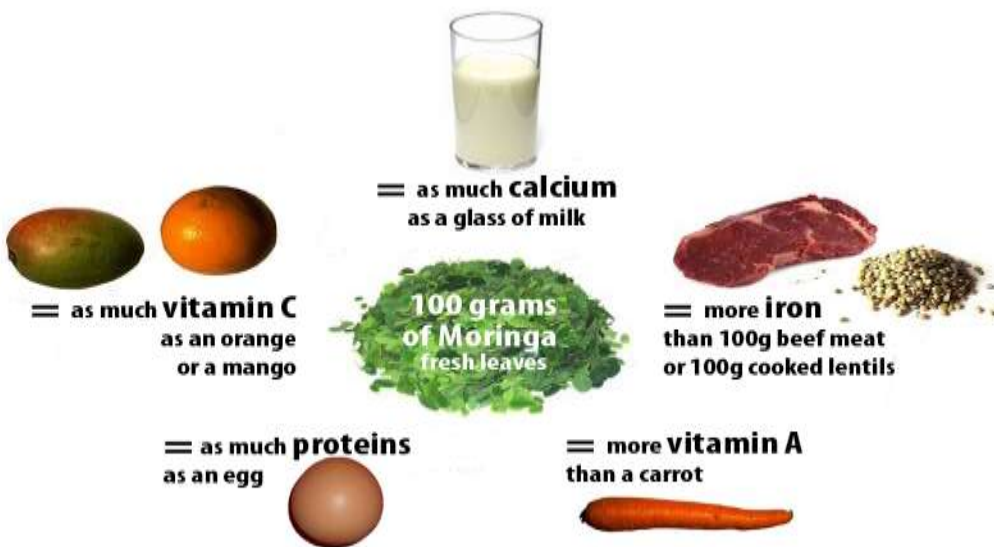 = as much calcium
as a glass of milk
= as much vitamin C
as an orange
or a mango
100 grams
of Moringa
fresh leaves
= more iron
than 100g beef meat
or 100g cooked lentils
= as much proteins
as an egg
= more vitamin A
than a carrot